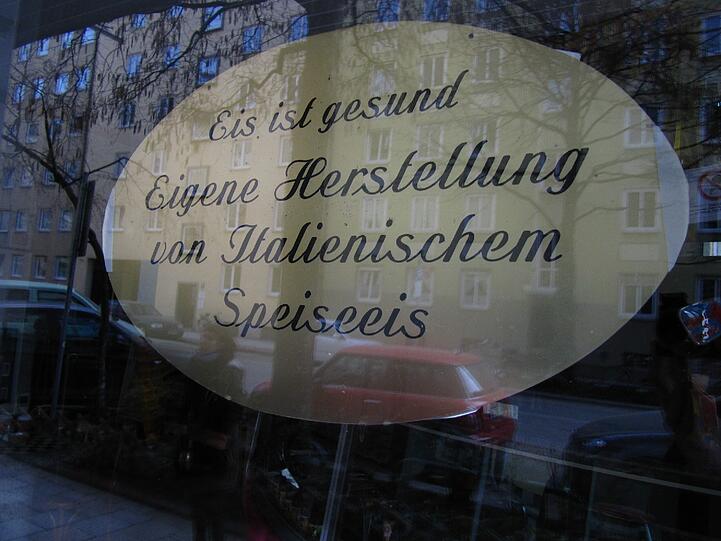 Eis ist gesund
Eigene Herstellung
von Italienischem
Speiseeis